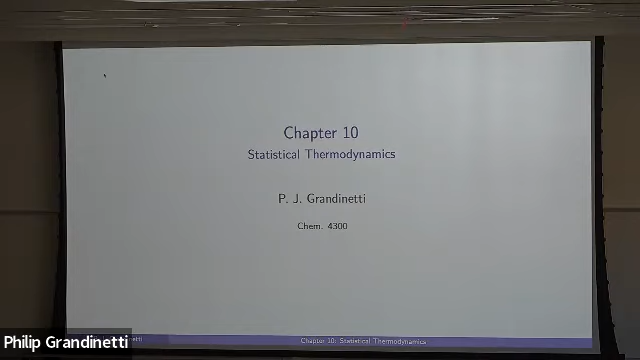 Chapter 10
Statistical Thermodynamics
P. J. Grandinetti
Chem. 4300
Chapter 10: Statistical Thermodynamics
Philip Grandinetti